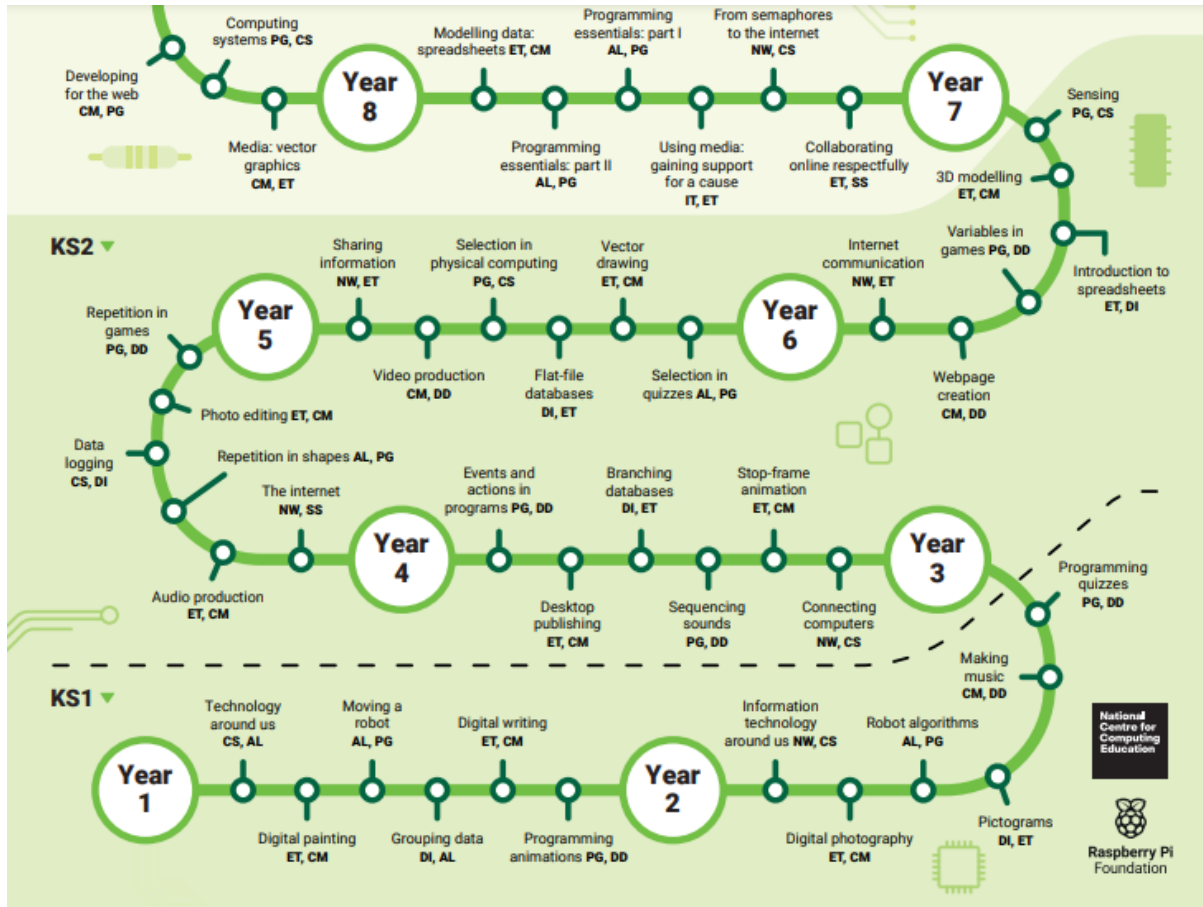 Computing
systems PG, CS
Developing
for the web
CM, PG
Media: vector
graphics
CM, ET
Year
8
Modelling data:
spreadsheets ET, CM
Programming
essentials: part II
AL, PG
Programming
essentials: part I
AL, PG
Using media:
gaining support
for a cause
IT, ET
From semaphores
to the internet
NW, CS
Collaborating
online respectfully
ET, SS
Year
7
Sensing
PG, CS
3D modelling
ET, CM
Introduction to
spreadsheets
ET, DI
Variables in
games PG, DD
KS2
Repetition in
games
PG, DD
Year
5
Sharing
information
NW, ET
Video production
CM, DD
Selection in
physical computing
PG, CS
Flat-file
databases
DI, ET
Vector
drawing
ET, CM
Selection in
quizzes AL, PG
Year
6
Internet
communication
NW, ET
Webpage
creation
CM, DD
Photo editing ET, CM
Data
logging
CS, DI
Repetition in shapes AL, PG
Audio production
ET, CM
The internet
NW, SS
Year
4
Events and
actions in
programs PG, DD
Desktop
publishing
ET, CM
Branching
databases
DI, ET
Sequencing
sounds
PG, DD
Stop-frame
animation
ET, CM
Connecting
computers
NW, CS
Year
3
Programming
quizzes
PG, DD
Making
music
CM, DD
KS1
Year
1
Technology
around us
CS, AL
Digital painting
ET, CM
Moving a
robot
AL, PG
Grouping data
DI, AL
Digital writing
ET, CM
Programming
animations PG, DD
Year
2
Information
technology
around us NW, CS
Digital photography
ET, CM
Robot algorithms
AL, PG
Pictograms
DI, ET
National
Centre for
Computing
Education
Raspberry Pi
Foundation